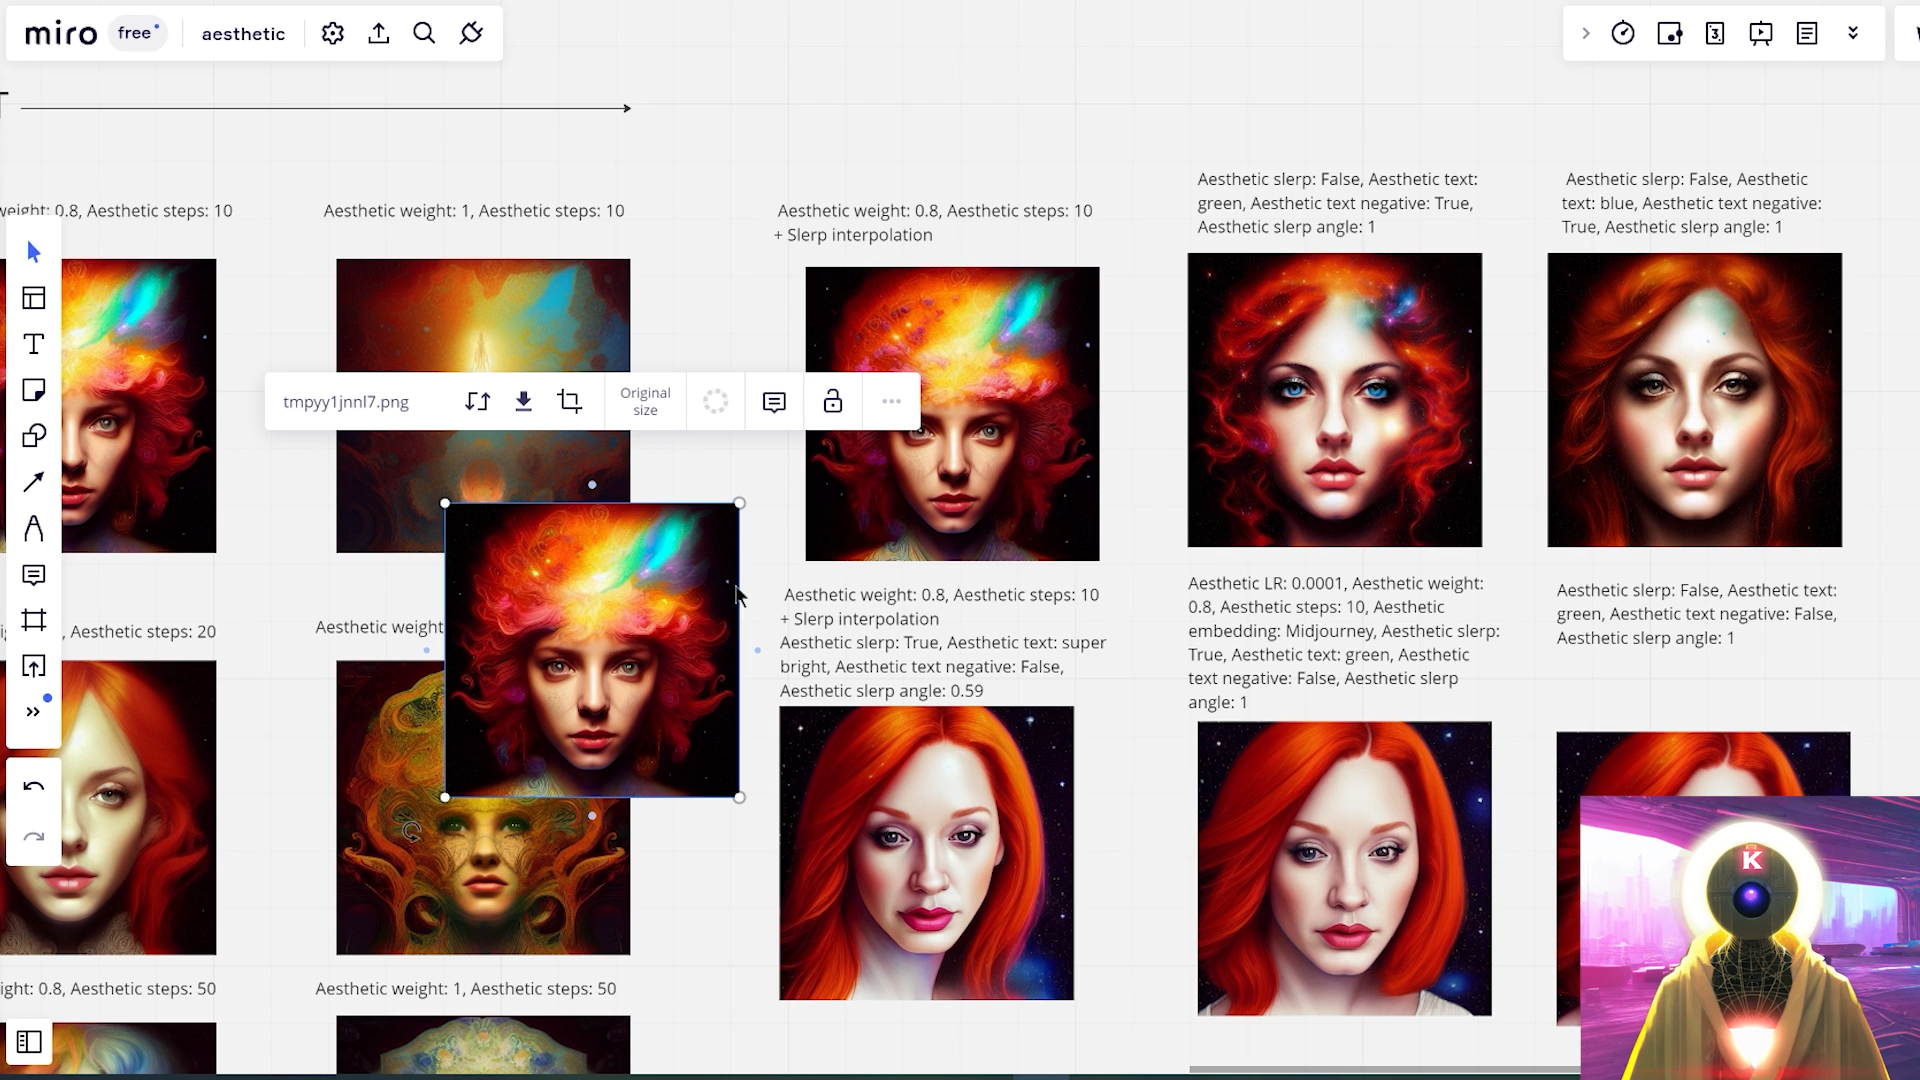 miro
free
aesthetic
3
weight: 0.8, Aesthetic steps: 10
Aesthetic weight: 1, Aesthetic steps: 10
Aesthetic weight: 0.8, Aesthetic steps: 10
+ Slerp interpolation
Aesthetic slerp: False, Aesthetic text:
green, Aesthetic text negative: True,
Aesthetic slerp angle: 1
Aesthetic slerp: False, Aesthetic
text: blue, Aesthetic text negative:
True, Aesthetic slerp angle: 1
tmpyy1jnnl7.png
Original
size
, Aesthetic steps: 20
Aesthetic weight
Aesthetic weight: 0.8, Aesthetic steps: 10
+ Slerp interpolation
Aesthetic slerp: True, Aesthetic text: super
bright, Aesthetic text negative: False,
Aesthetic slerp angle: 0.59
Aesthetic LR: 0.0001, Aesthetic weight:
0.8, Aesthetic steps: 10, Aesthetic
embedding: Midjourney, Aesthetic slerp:
True, Aesthetic text: green, Aesthetic
text negative: False, Aesthetic slerp
angle: 1
Aesthetic slerp: False, Aesthetic text:
green, Aesthetic text negative: False,
Aesthetic slerp angle: 1
K
ight: 0.8, Aesthetic steps: 50
Aesthetic weight: 1, Aesthetic steps: 50